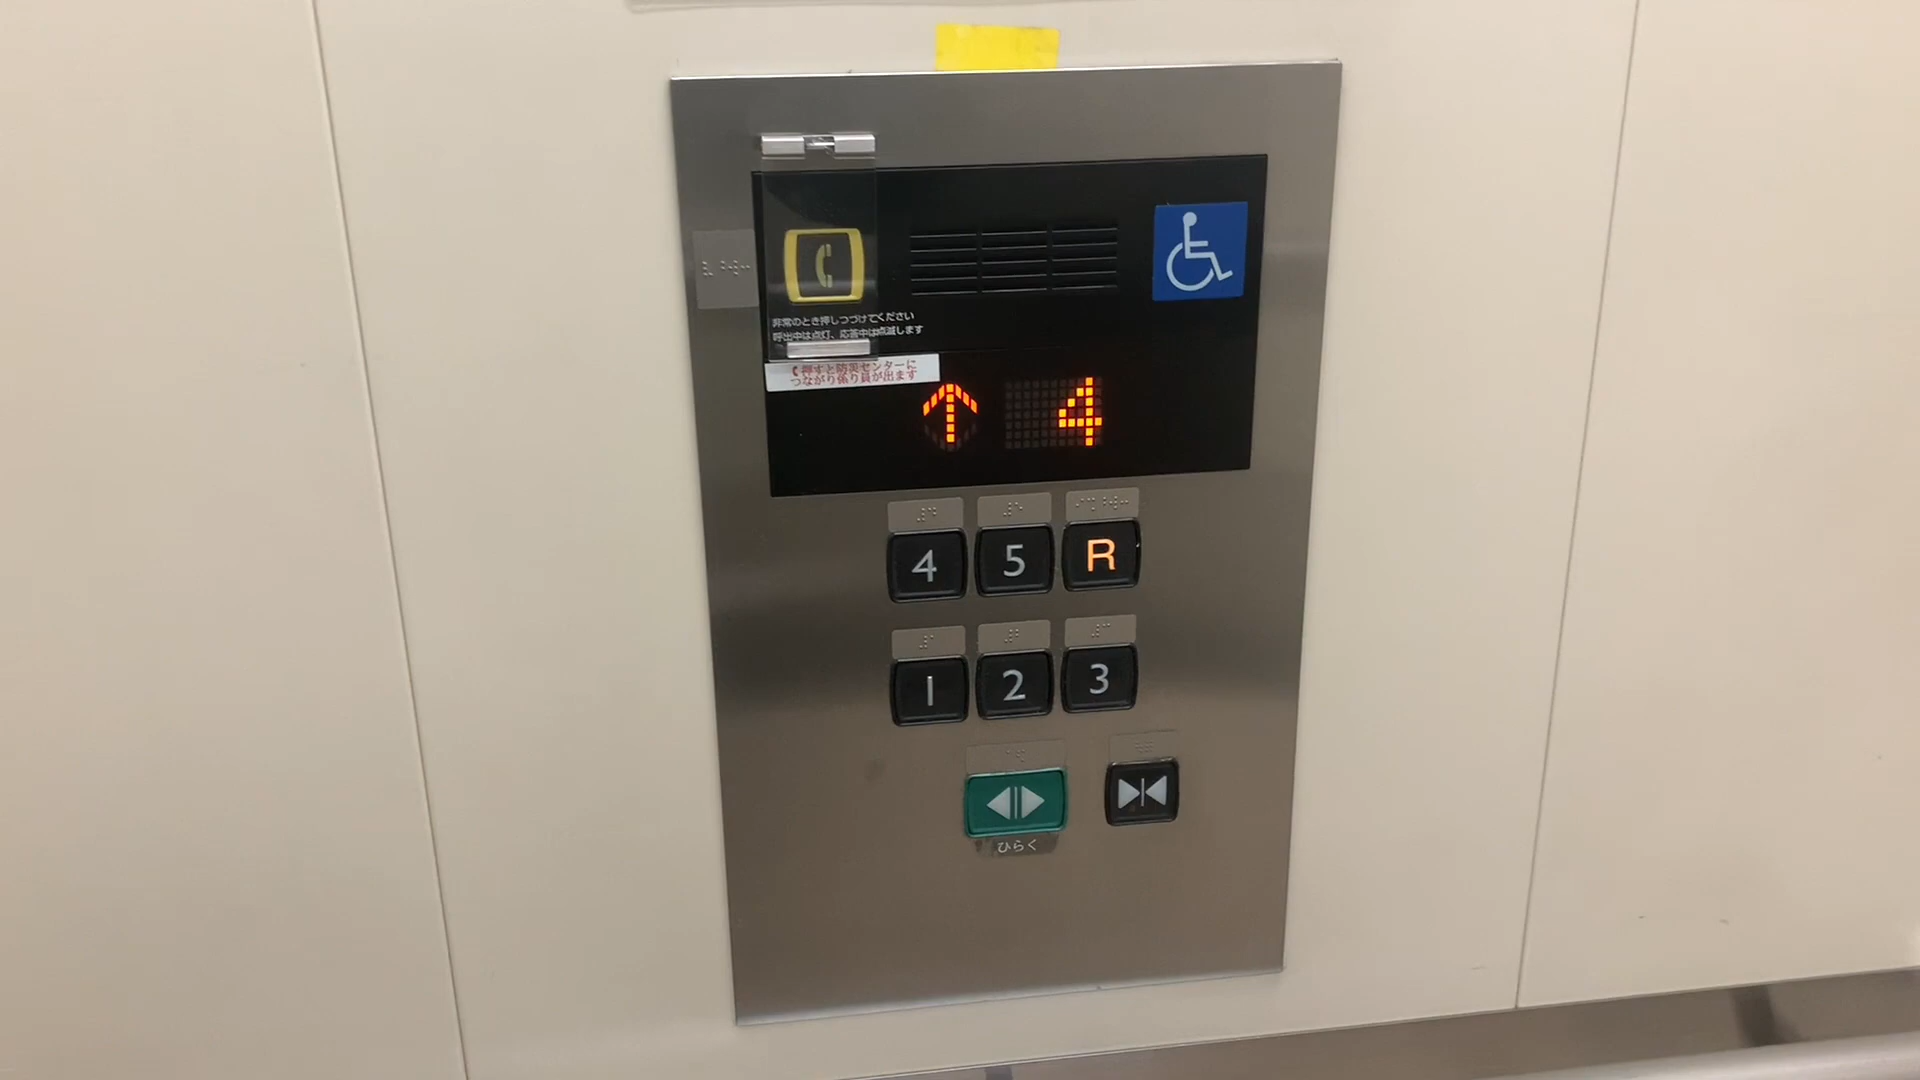 非常のとき押しつづけてください
呼出中は点灯、応答中は点滅します
押すと防災センターに
つながり係り員が出ます
4
4 5 R
1 2 3
ひらく